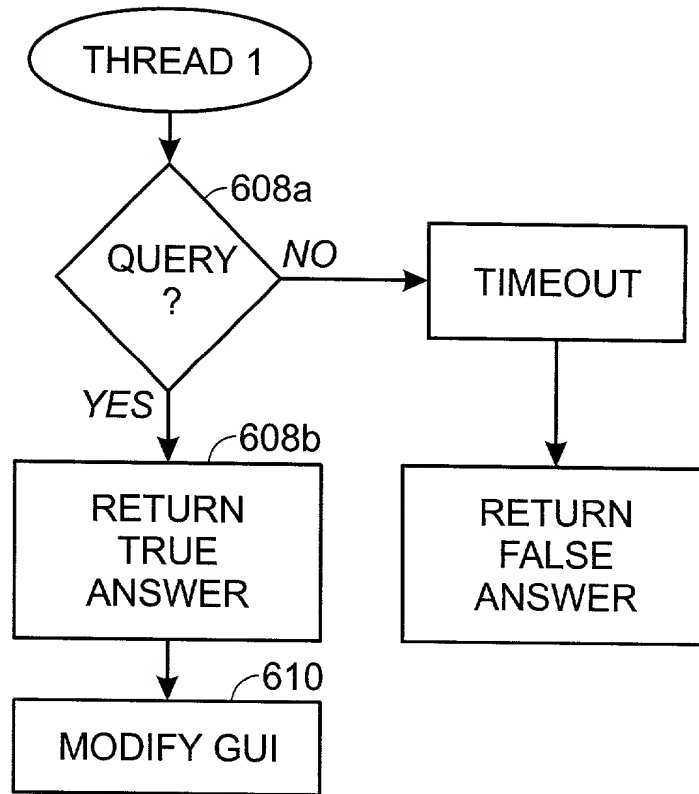 THREAD 1
608a
QUERY
?
NO
TIMEOUT
YES
608b
RETURN
TRUE
ANSWER
RETURN
FALSE
ANSWER
610
MODIFY GUI